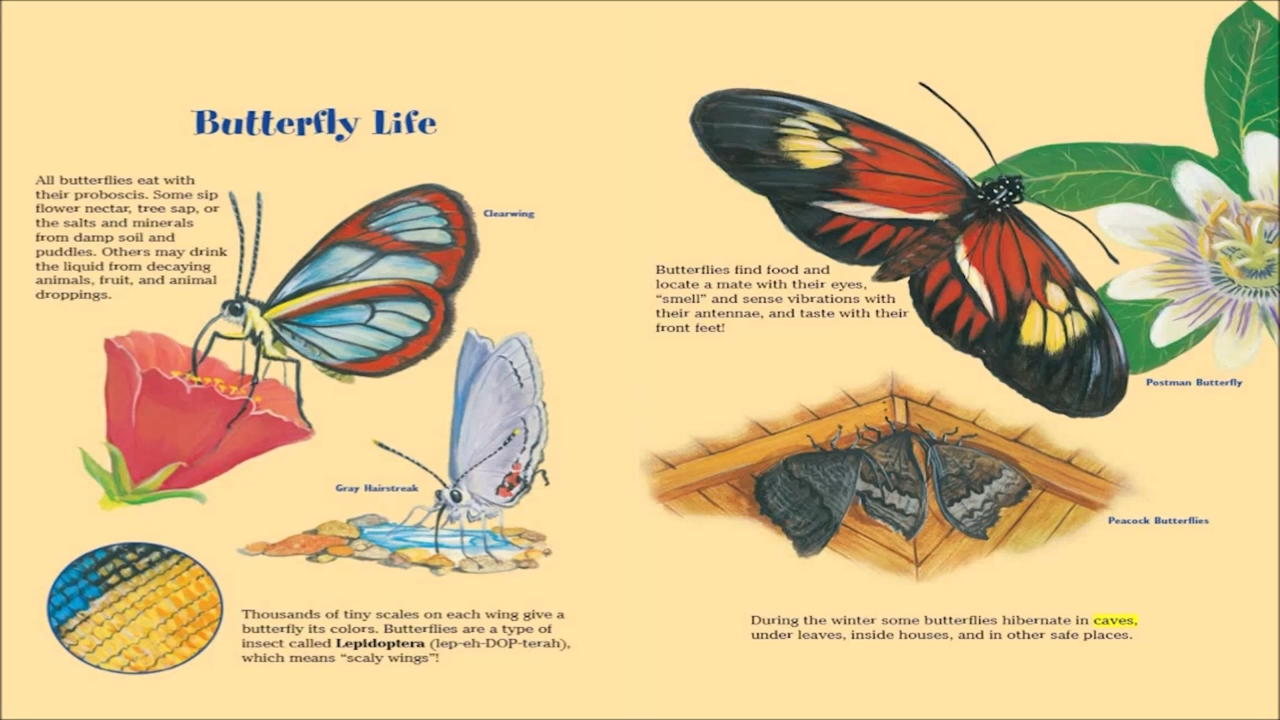 Butterfly Life
All butterflies eat with
their proboscis. Some sip
flower nectar, tree sap, or
the salts and minerals
from damp soil and
puddles. Others may drink
the liquid from decaying
animals, fruit, and animal
droppings.
Clearwing
Gray Hairstreak
Thousands of tiny scales on each wing give a
butterfly its colors. Butterflies are a type of
insect called Lepidoptera (lep-eh-DOP-terah),
which means “scaly wings”!
Butterflies find food and
locate a mate with their eyes,
“smell” and sense vibrations with
their antennae, and taste with their
front feet!
Postman Butterfly
Peacock Butterflies
During the winter some butterflies hibernate in caves,
under leaves, inside houses, and in other safe places.